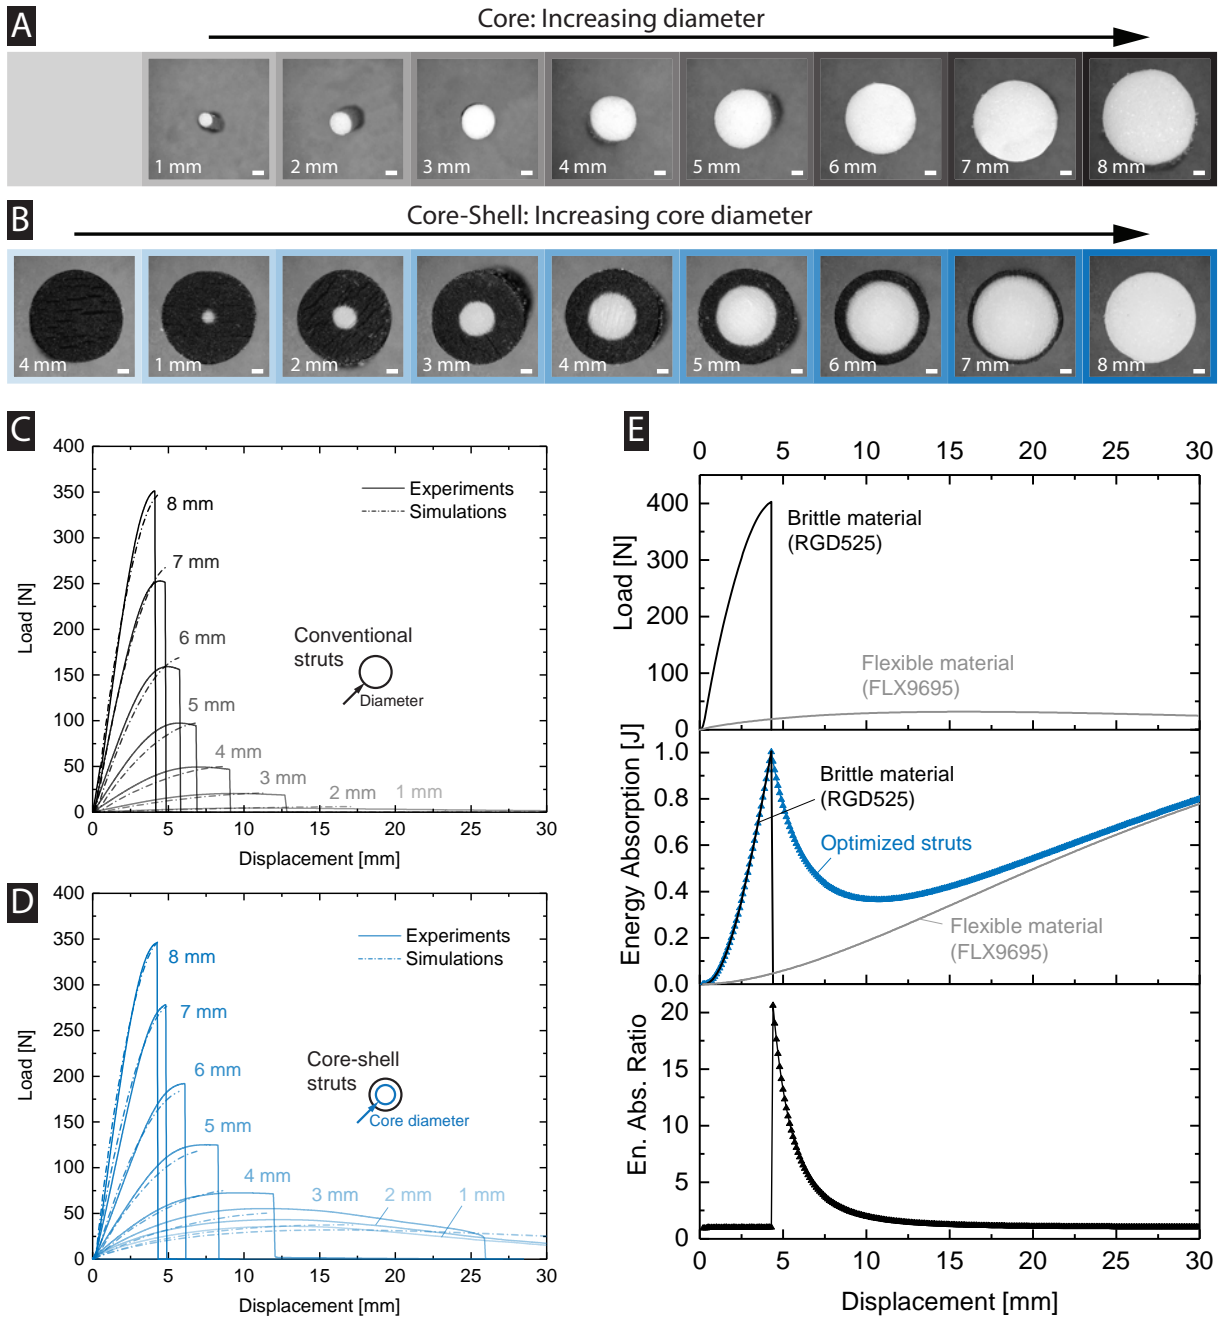 A
Core: Increasing diameter
1 mm
2 mm
3 mm
4 mm
5 mm
6 mm
7 mm
8 mm
B
Core-Shell: Increasing core diameter
4 mm
1 mm
2 mm
3 mm
4 mm
5 mm
6 mm
7 mm
8 mm
C
400
350
300
250
200
150
100
50
0
Load [N]
8 mm
7 mm
6 mm
5 mm
4 mm
3 mm
2 mm
1 mm
Experiments
Simulations
Conventional
struts
Diameter
0 5 10 15 20 25 30
Displacement [mm]
D
400
350
300
250
200
150
100
50
0
Load [N]
8 mm
7 mm
6 mm
5 mm
4 mm
3 mm
2 mm
1 mm
Experiments
Simulations
Core-shell
struts
Core diameter
0 5 10 15 20 25 30
Displacement [mm]
E
0 5 10 15 20 25 30
400
300
200
100
0
Load [N]
Brittle material
(RGD525)
Flexible material
(FLX9695)
1.0
0.8
0.6
0.4
0.2
0.0
Energy Absorption [J]
Brittle material
(RGD525)
Optimized struts
Flexible material
(FLX9695)
20
15
10
5
0
En. Abs. Ratio
0 5 10 15 20 25 30
Displacement [mm]